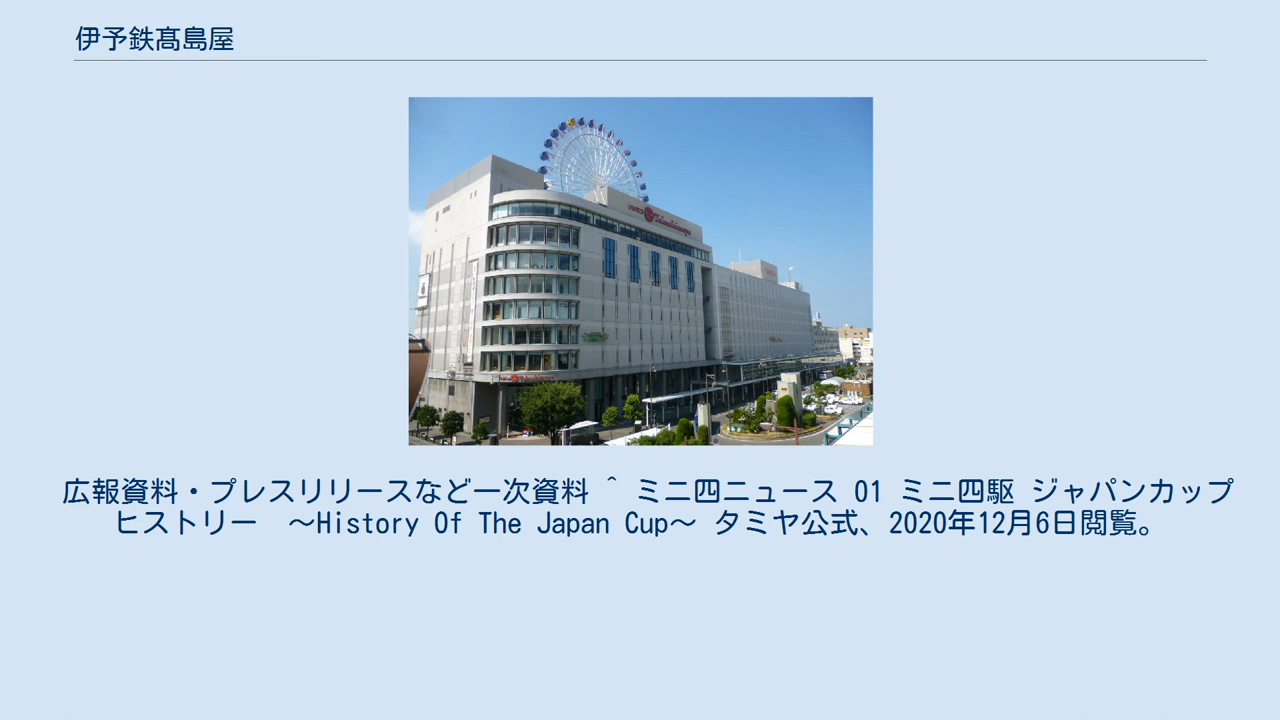 伊予鉄髙島屋
Takashimaya
広報資料・プレスリリースなど一次資料 ^ ミニ四ニュース 01 ミニ四駆 ジャパンカップ
ヒストリー　～History Of The Japan Cup～ タミヤ公式、2020年12月6日閲覧。